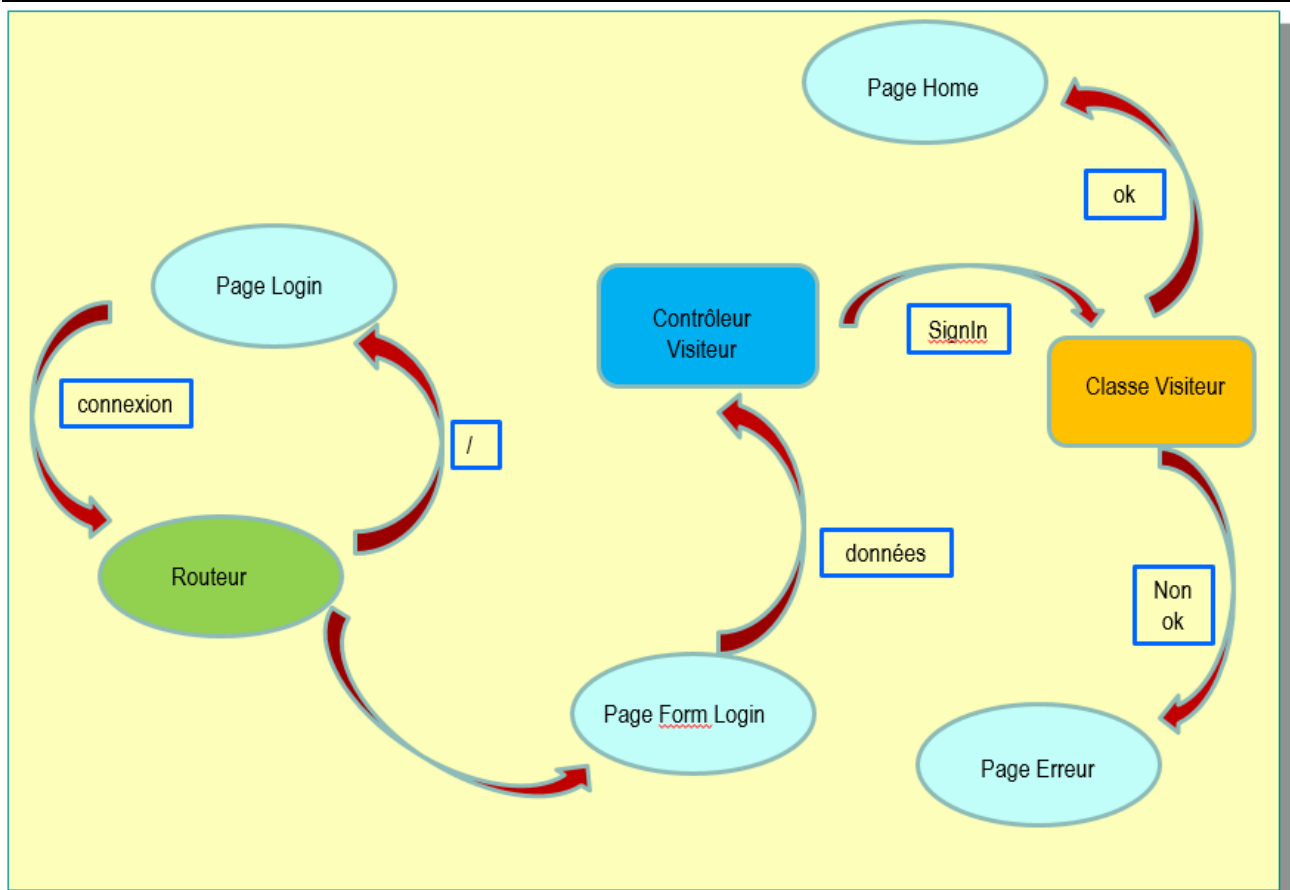 Page Home
ok
Page Login
Contrôleur
Visiteur
SignIn
Classe Visiteur
connexion
/
données
Routeur
Non
ok
Page Form Login
Page Erreur